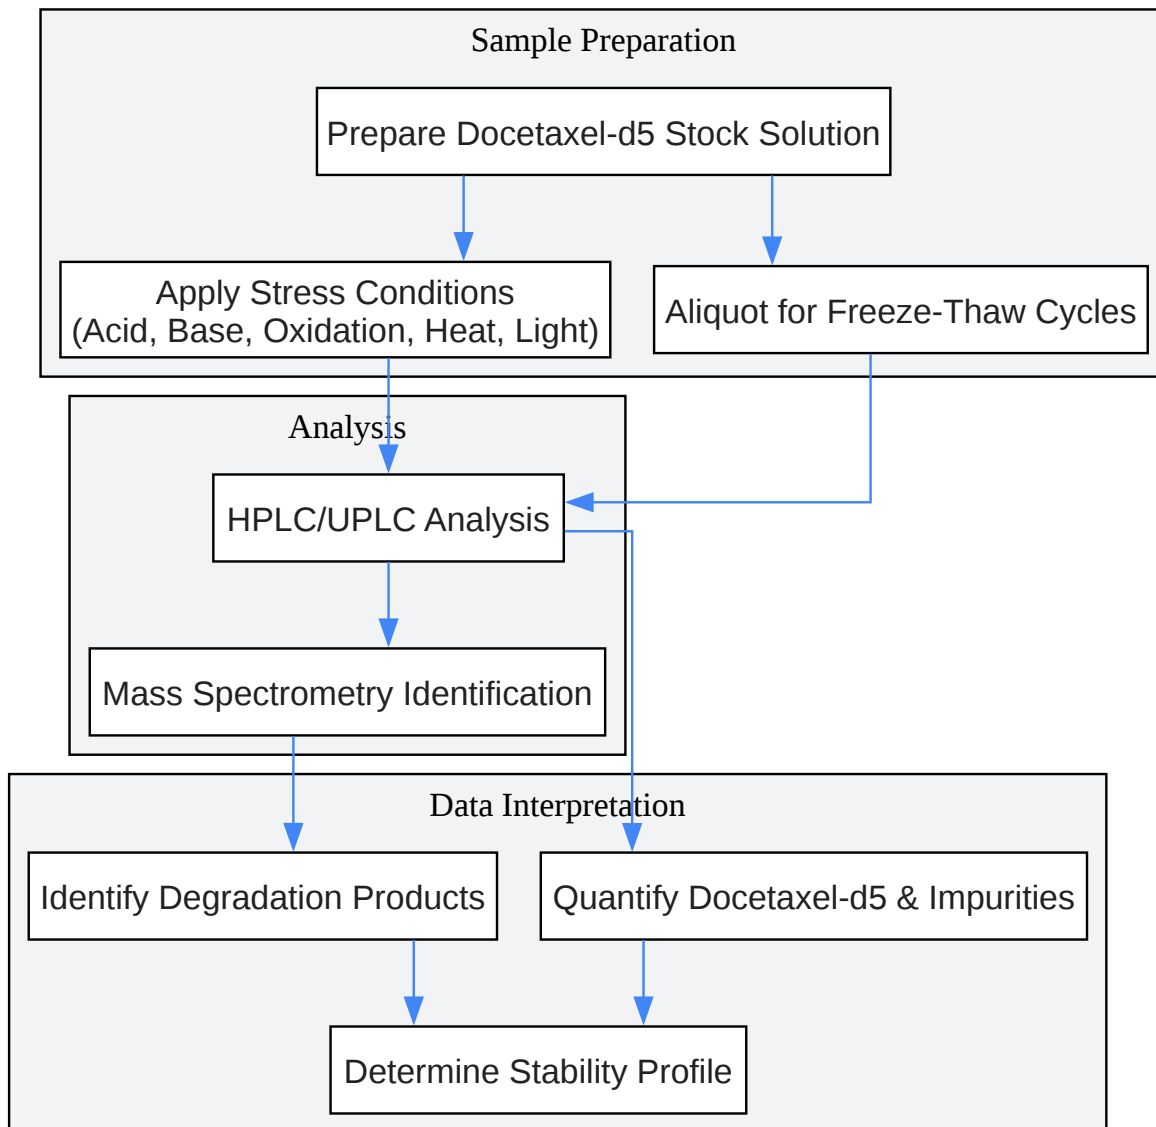 Sample Preparation
Prepare Docetaxel-d5 Stock Solution
Apply Stress Conditions
(Acid, Base, Oxidation, Heat, Light)
Aliquot for Freeze-Thaw Cycles
Analysis
HPLC/UPLC Analysis
Mass Spectrometry Identification
Data Interpretation
Identify Degradation Products
Quantify Docetaxel-d5 & Impurities
Determine Stability Profile